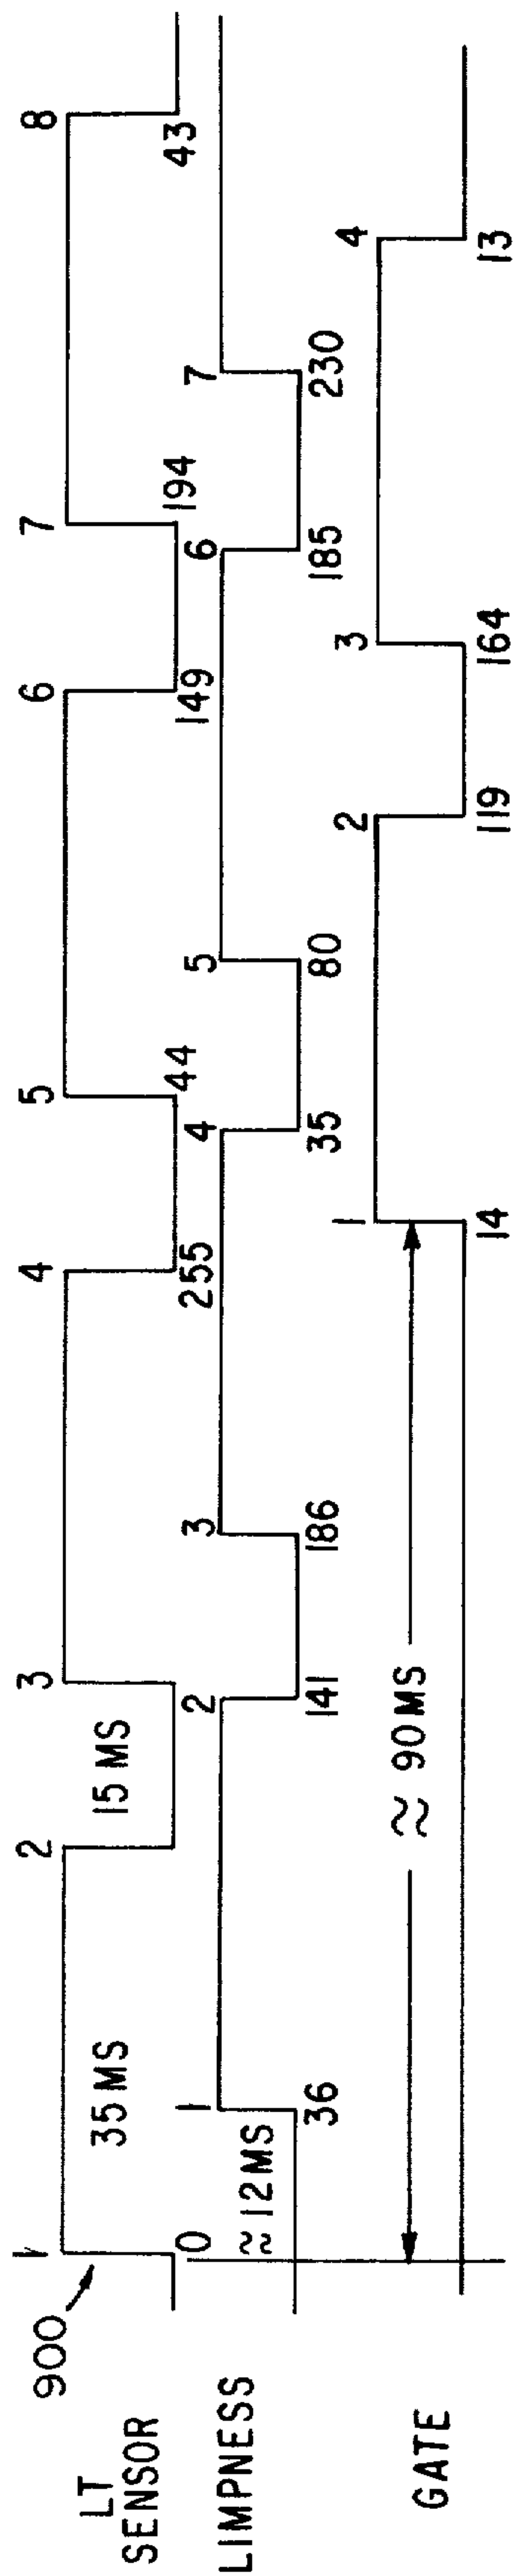 900
LT
SENSOR
1 2 3 4 5 6 7 8
35 MS 15 MS
0 255 44 149 194 43
LIMPNESS
1 2 3 4 5 6 7
≈ 12 MS
36 141 186 35 80 185 230
GATE
1 2 3 4
≈ 90 MS
14 119 164 13